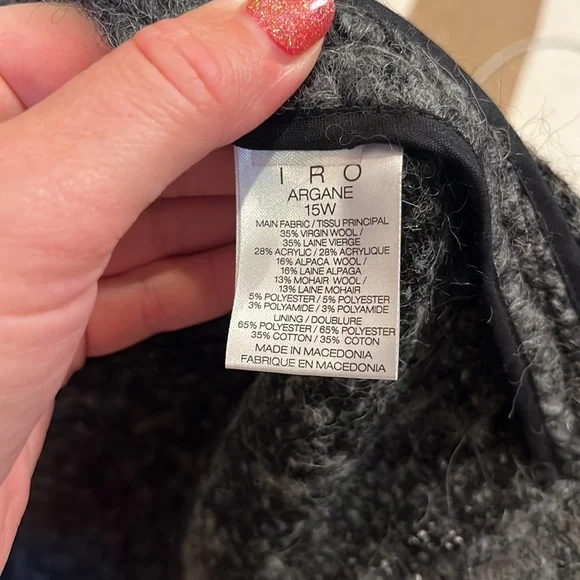 I R O
ARGANE
15W
MAIN FABRIC / TISSU PRINCIPAL
35% VIRGIN WOOL /
35% LAINE VIERGE
28% ACRYLIC / 28% ACRYLIQUE
16% ALPACA WOOL /
16% LAINE ALPAGA
13% MOHAIR WOOL /
13% LAINE MOHAIR
5% POLYESTER / 5% POLYESTER
3% POLYAMIDE / 3% POLYAMIDE
LINING / DOUBLURE
65% POLYESTER / 65% POLYESTER
35% COTTON / 35% COTON
MADE IN MACEDONIA
FABRIQUE EN MACEDONIA